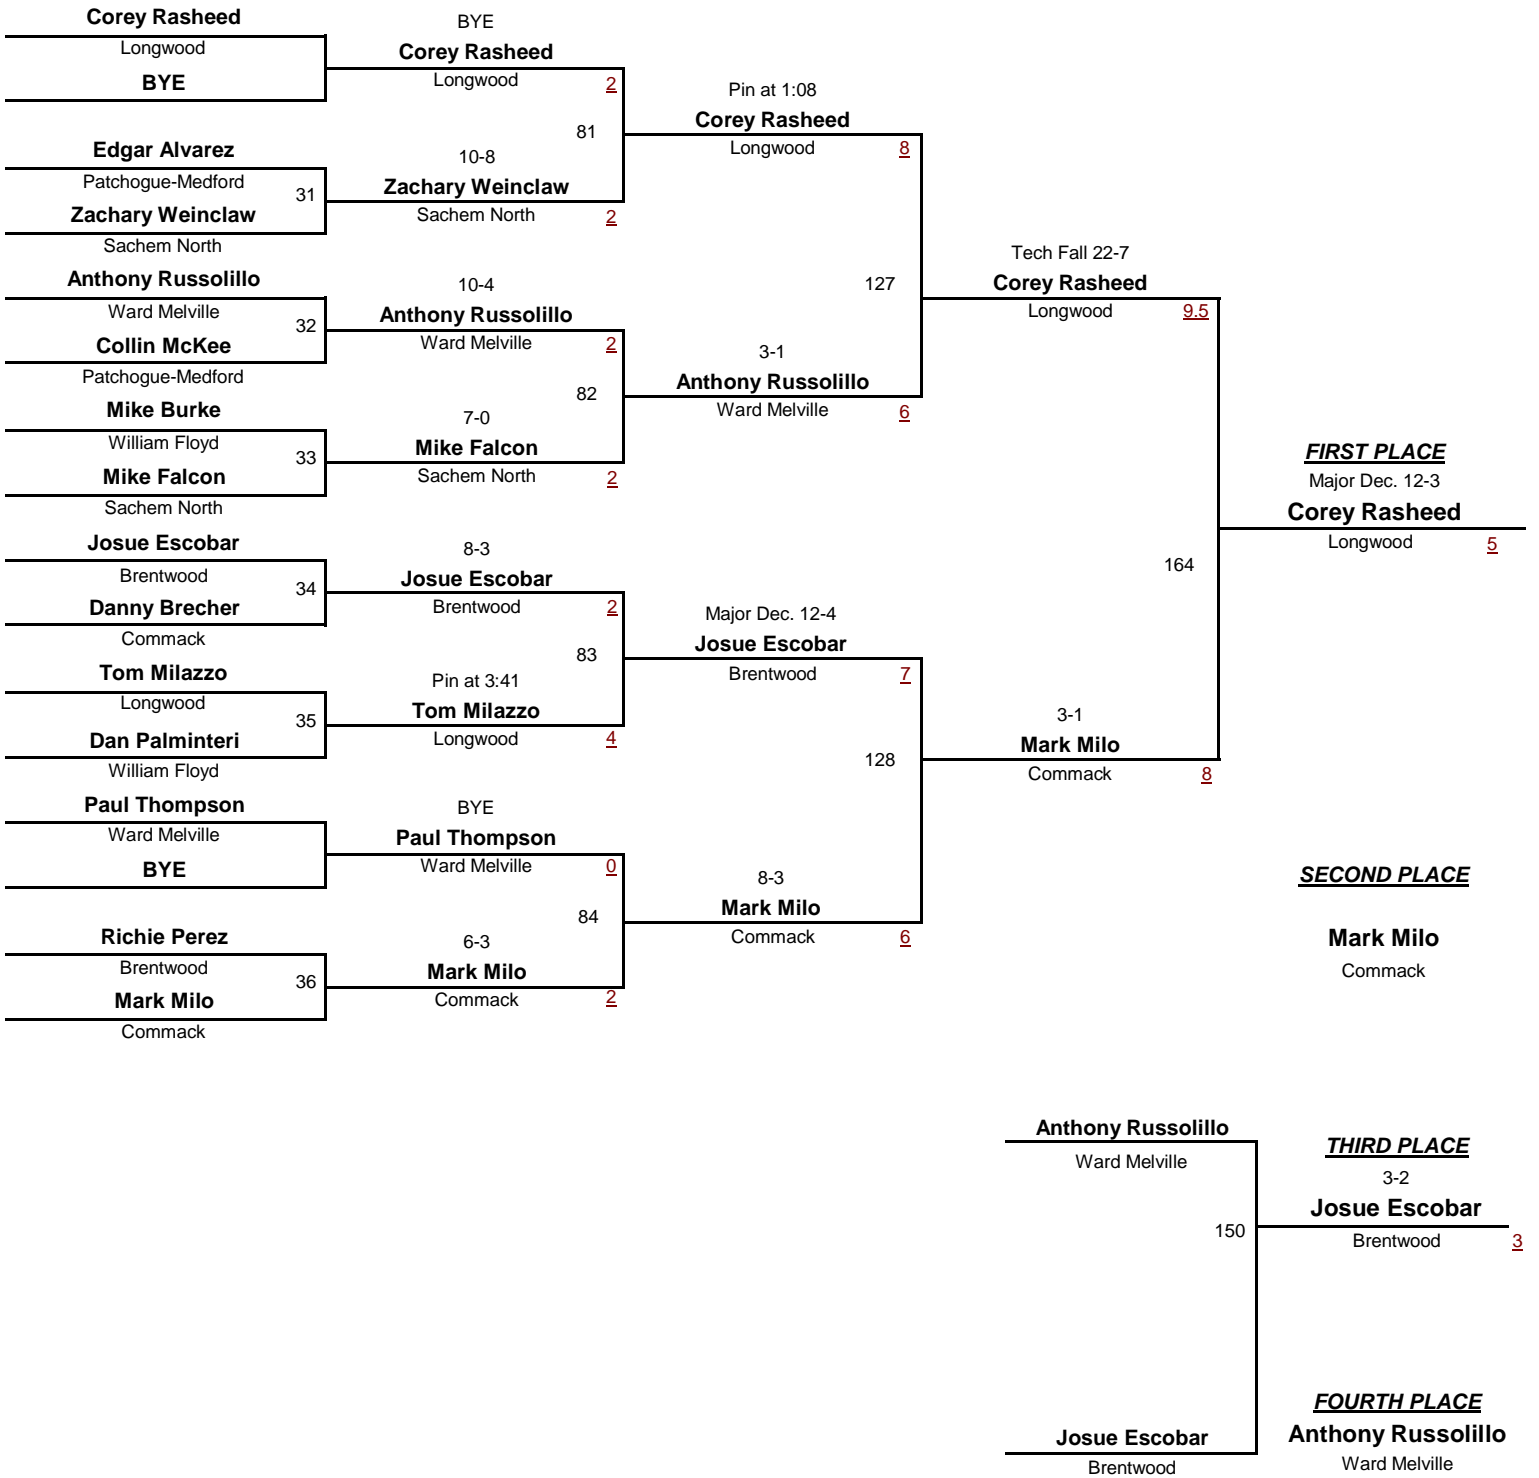 Corey Rasheed
Longwood
BYE
Edgar Alvarez
Patchogue-Medford
31
Zachary Weinclaw
Sachem North
Anthony Russolillo
Ward Melville
32
Collin McKee
Patchogue-Medford
Mike Burke
William Floyd
33
Mike Falcon
Sachem North
Josue Escobar
Brentwood
34
Danny Brecher
Commack
Tom Milazzo
Longwood
35
Dan Palminteri
William Floyd
Paul Thompson
Ward Melville
BYE
Richie Perez
Brentwood
36
Mark Milo
Commack
BYE
Corey Rasheed
Longwood 2
81
10-8
Zachary Weinclaw
Sachem North 2
10-4
Anthony Russolillo
Ward Melville 2
82
7-0
Mike Falcon
Sachem North 2
8-3
Josue Escobar
Brentwood 2
83
Pin at 3:41
Tom Milazzo
Longwood 4
BYE
Paul Thompson
Ward Melville 0
84
6-3
Mark Milo
Commack 2
Pin at 1:08
Corey Rasheed
Longwood 8
127
3-1
Anthony Russolillo
Ward Melville 6
Major Dec. 12-4
Josue Escobar
Brentwood 7
128
8-3
Mark Milo
Commack 6
Tech Fall 22-7
Corey Rasheed
Longwood 9.5
164
3-1
Mark Milo
Commack 8
FIRST PLACE
Major Dec. 12-3
Corey Rasheed
Longwood 5
SECOND PLACE
Mark Milo
Commack
Anthony Russolillo
Ward Melville
150
Josue Escobar
Brentwood
THIRD PLACE
3-2
Josue Escobar
Brentwood 3
FOURTH PLACE
Anthony Russolillo
Ward Melville